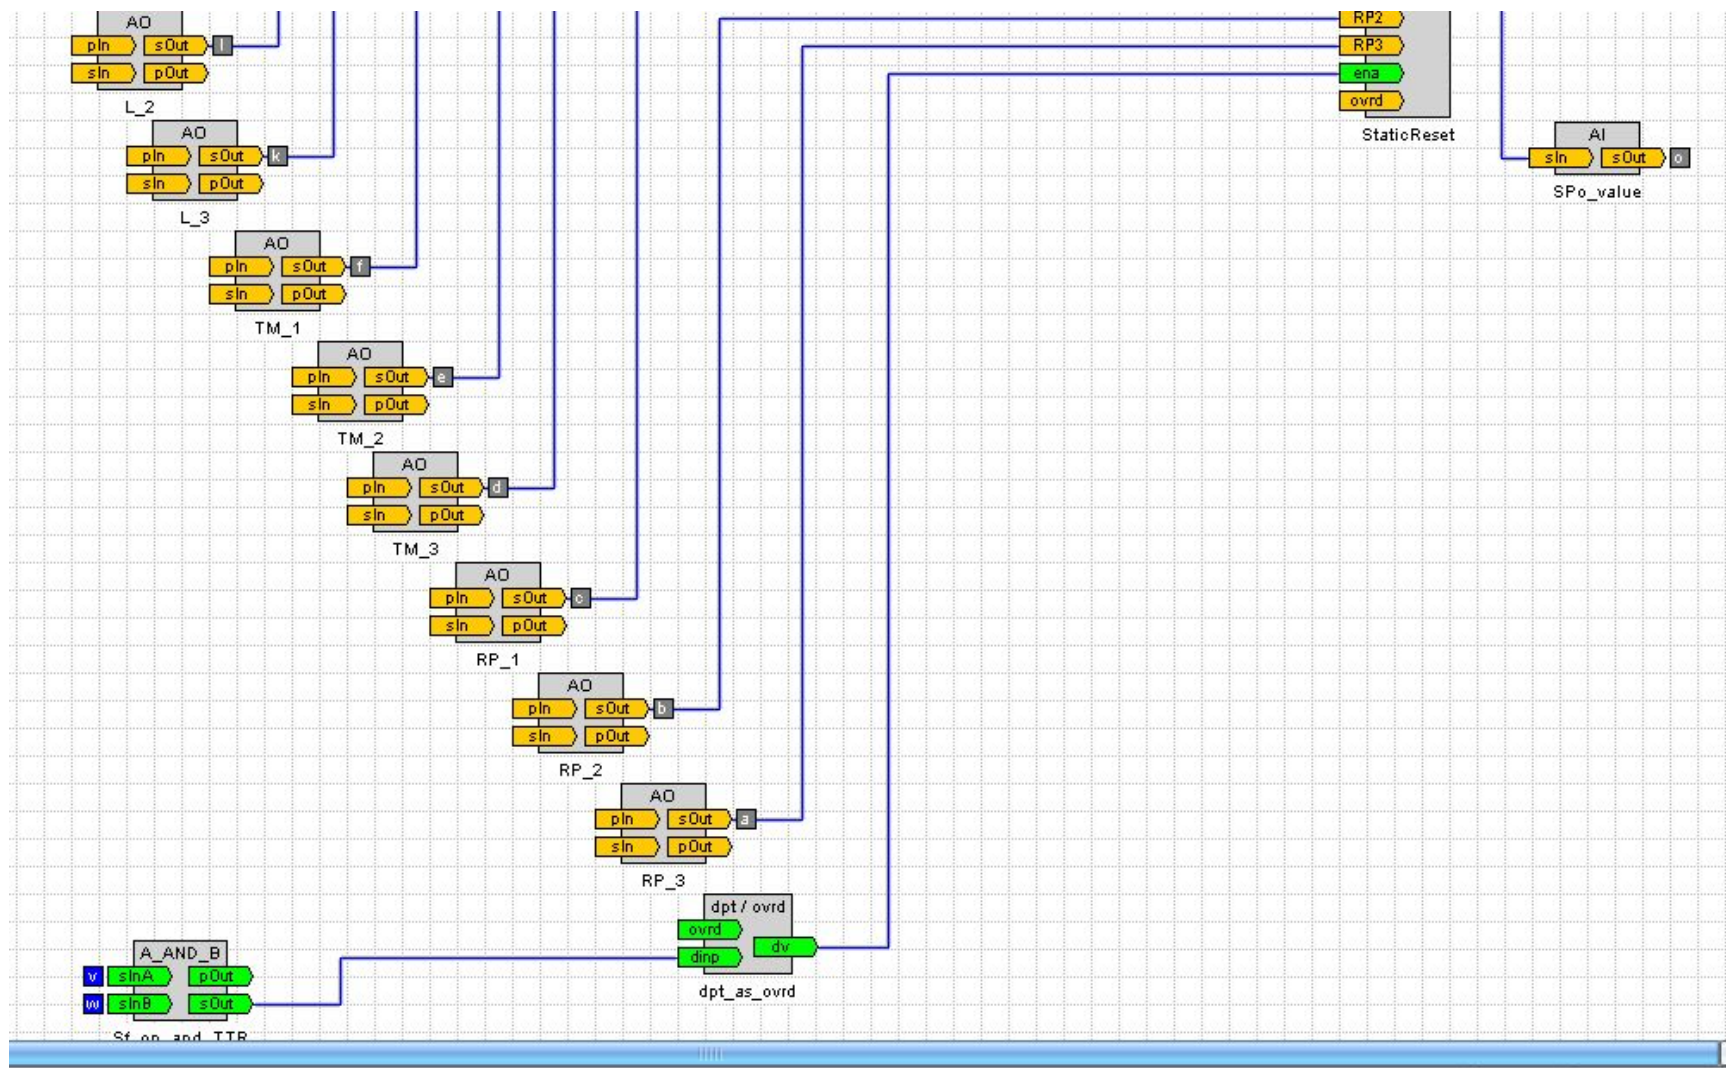 AO
pIn sOut l
sIn pOut
L_2
AO
pIn sOut k
sIn pOut
L_3
AO
pIn sOut f
sIn pOut
TM_1
AO
pIn sOut e
sIn pOut
TM_2
AO
pIn sOut d
sIn pOut
TM_3
AO
pIn sOut c
sIn pOut
RP_1
AO
pIn sOut b
sIn pOut
RP_2
AO
pIn sOut a
sIn pOut
RP_3
dpt / ovrd
ovrd
dinp dv
dpt_as_ovrd
A_AND_B
v sInA pOut
w sInB sOut
Sf_on_and_TTR
RP2
RP3
ena
ovrd
StaticReset
AI
sIn sOut o
SPo_value